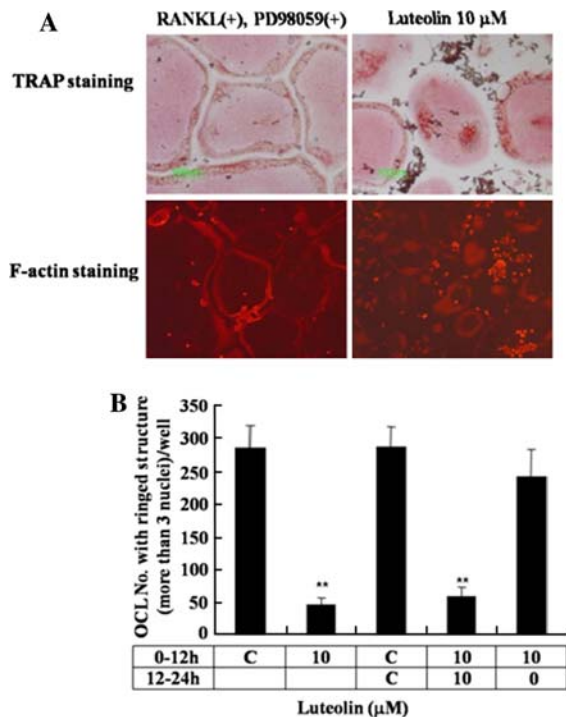 A
RANKL(+), PD98059(+) Luteolin 10 μM
TRAP staining
F-actin staining
B
OCL No. with ringed structure
(more than 3 nuclei)/well
350
300
250
200
150
100
50
0
** **
0-12h C 10 C 10 10
12-24h C 10 0
Luteolin (μM)